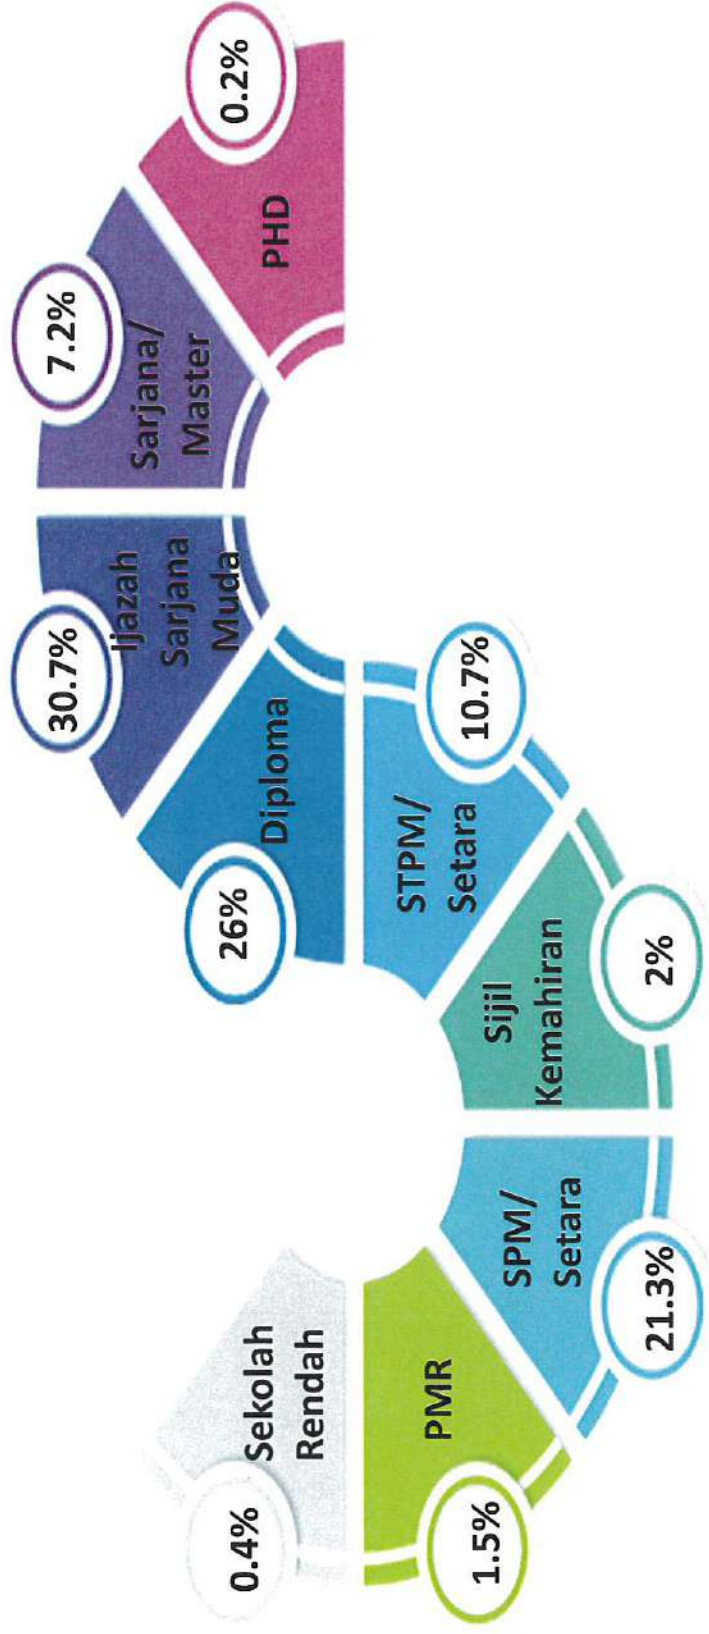 0.4%
Sekolah
Rendah
1.5%
PMR
21.3%
SPM/
Setara
2%
Sijil
Kemahiran
10.7%
STPM/
Setara
26%
Diploma
30.7%
Ijazah
Sarjana
Muda
7.2%
Sarjana/
Master
0.2%
PHD